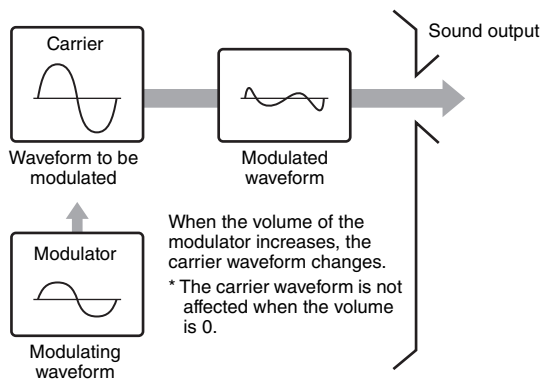 Carrier
Sound output
Waveform to be
modulated
Modulated
waveform
Modulator
When the volume of the
modulator increases, the
carrier waveform changes.
* The carrier waveform is not
affected when the volume
is 0.
Modulating
waveform